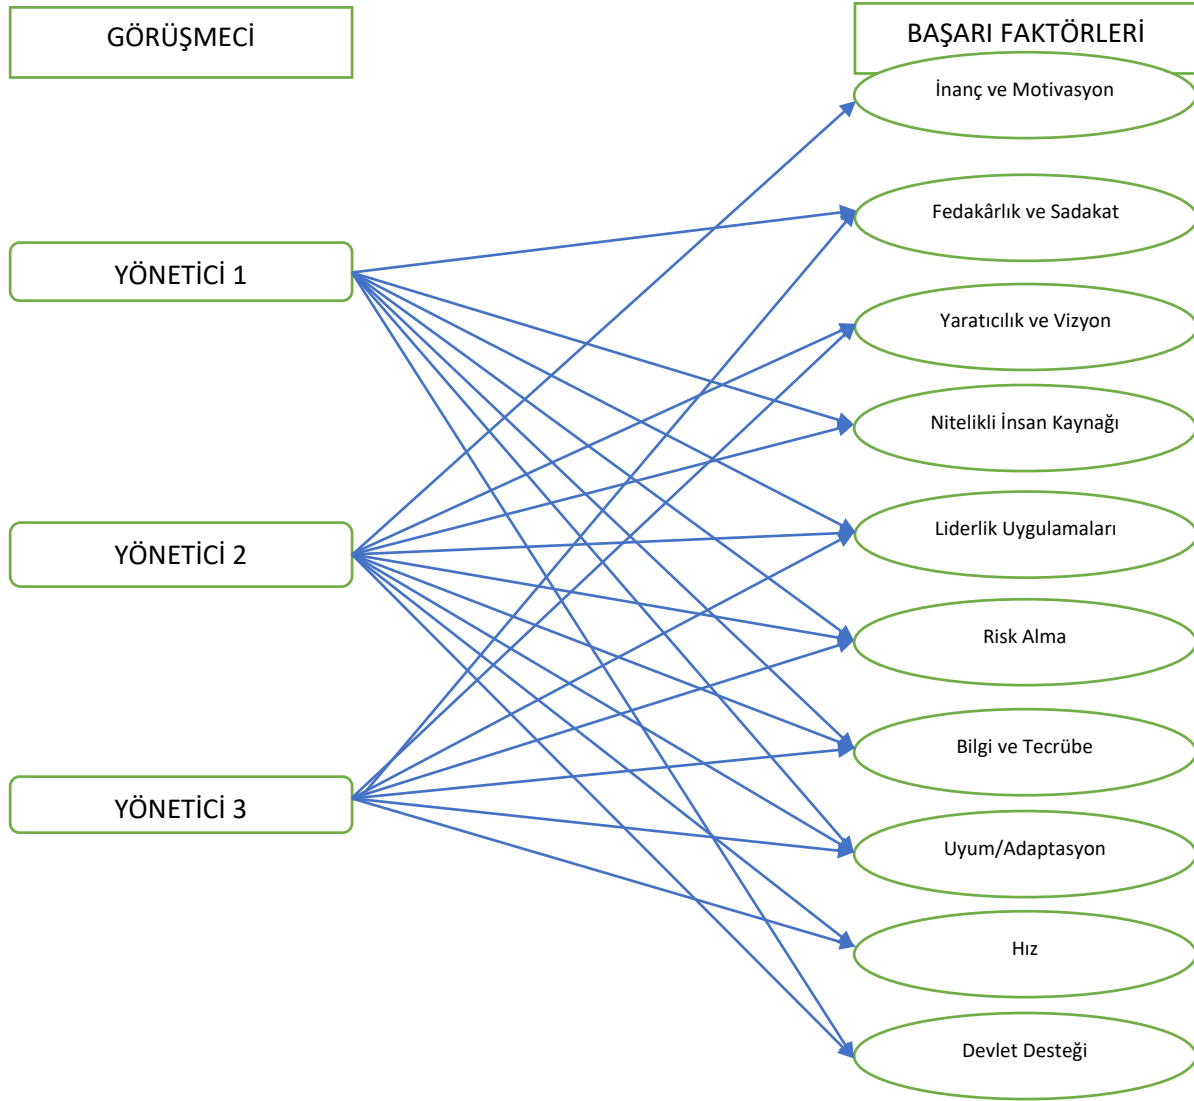 GÖRÜŞMECİ
BAŞARI FAKTÖRLERİ
İnanç ve Motivasyon
Fedakârlık ve Sadakat
YÖNETİCİ 1
Yaratıcılık ve Vizyon
Nitelikli İnsan Kaynağı
Liderlik Uygulamaları
YÖNETİCİ 2
Risk Alma
Bilgi ve Tecrübe
YÖNETİCİ 3
Uyum/Adaptasyon
Hız
Devlet Desteği